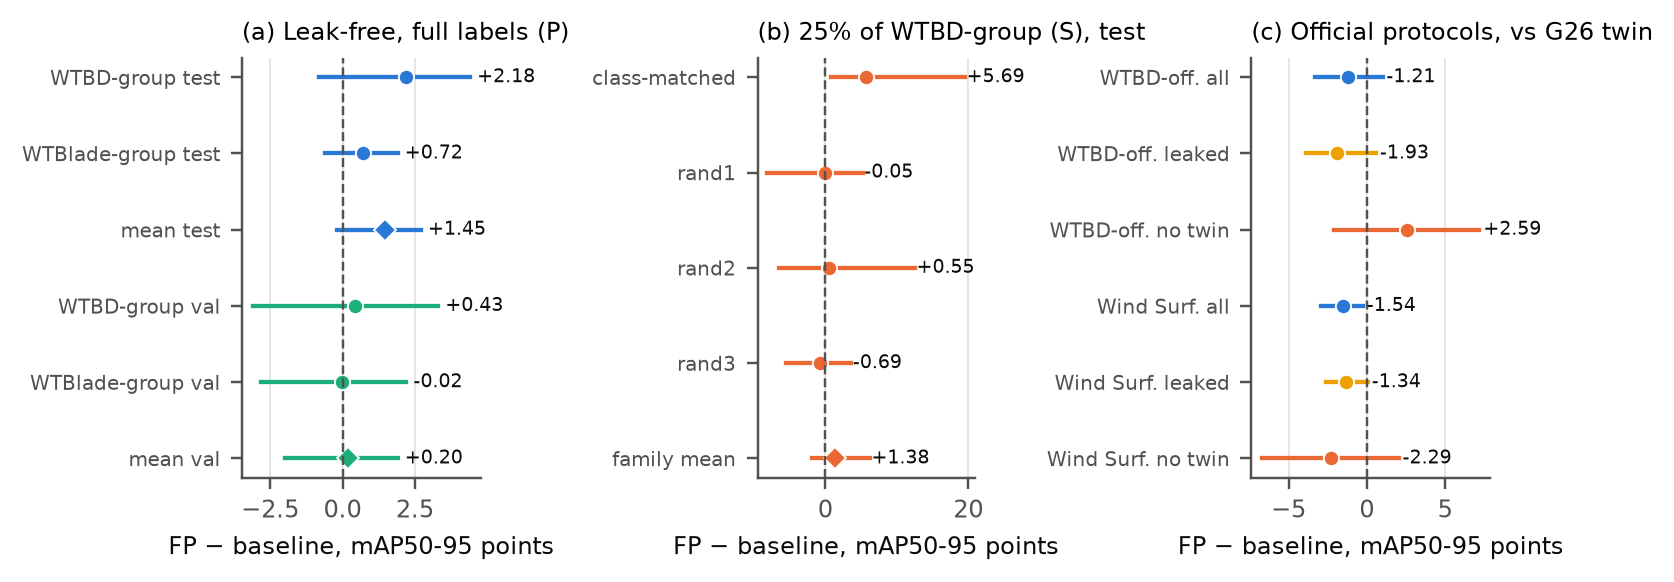 (a) Leak-free, full labels (P)
WTBD-group test
+2.18
WTBlade-group test
+0.72
mean test
+1.45
WTBD-group val
+0.43
WTBlade-group val
-0.02
mean val
+0.20
−2.5 0.0 2.5
FP − baseline, mAP50-95 points
(b) 25% of WTBD-group (S), test
class-matched
+5.69
rand1
-0.05
rand2
+0.55
rand3
-0.69
family mean
+1.38
0 20
FP − baseline, mAP50-95 points
(c) Official protocols, vs G26 twin
WTBD-off. all
-1.21
WTBD-off. leaked
-1.93
WTBD-off. no twin
+2.59
Wind Surf. all
-1.54
Wind Surf. leaked
-1.34
Wind Surf. no twin
-2.29
−5 0 5
FP − baseline, mAP50-95 points